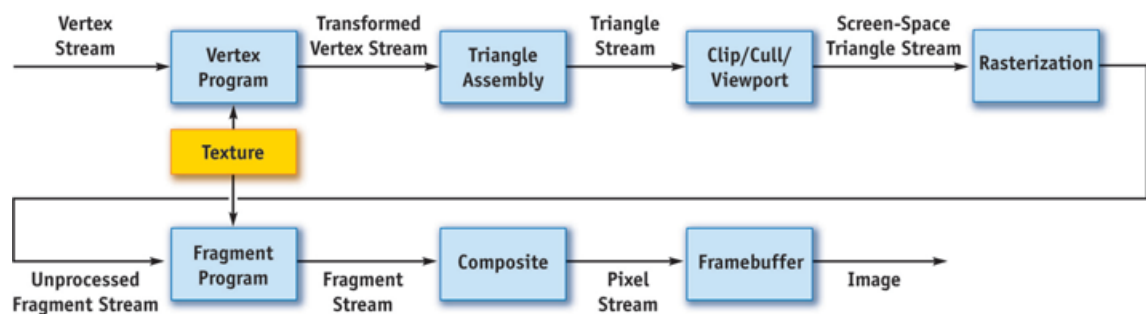 Vertex
Stream
Vertex
Program
Transformed
Vertex Stream
Triangle
Assembly
Triangle
Stream
Clip/Cull/
Viewport
Screen-Space
Triangle Stream
Rasterization
Texture
Unprocessed
Fragment Stream
Fragment
Program
Fragment
Stream
Composite
Pixel
Stream
Framebuffer
Image